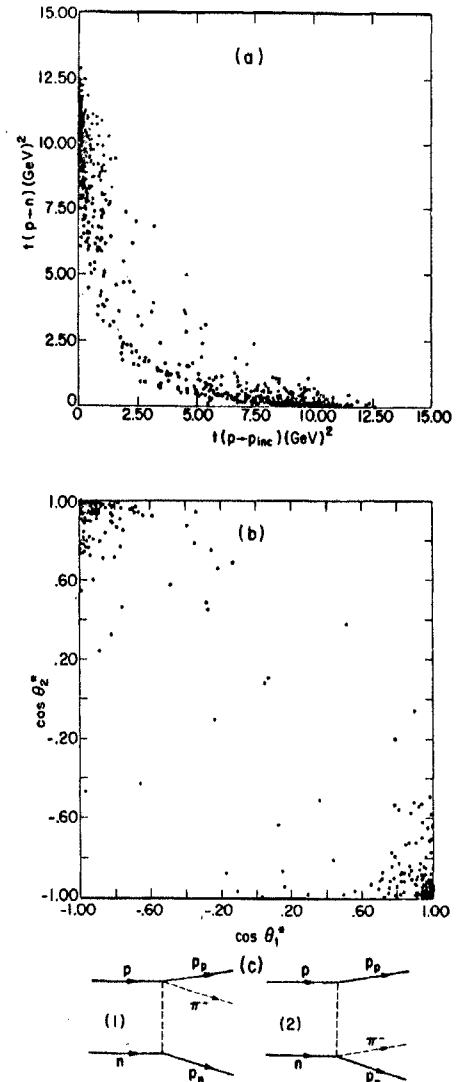 15.00
(a)
12.50
10.00
7.50
5.00
2.50
0
t(p→n)(GeV)²
0 2.50 5.00 7.50 10.00 12.50 15.00
t(p→p_inc)(GeV)²
1.00
(b)
.60
.20
-.20
-.60
-1.00
cos θ₂*
-1.00 -.60 -.20 .20 .60 1.00
cos θ₁*
(c)
p p_p
π⁻
(1)
n p_n
p p_p
(2)
π⁻
n p_n